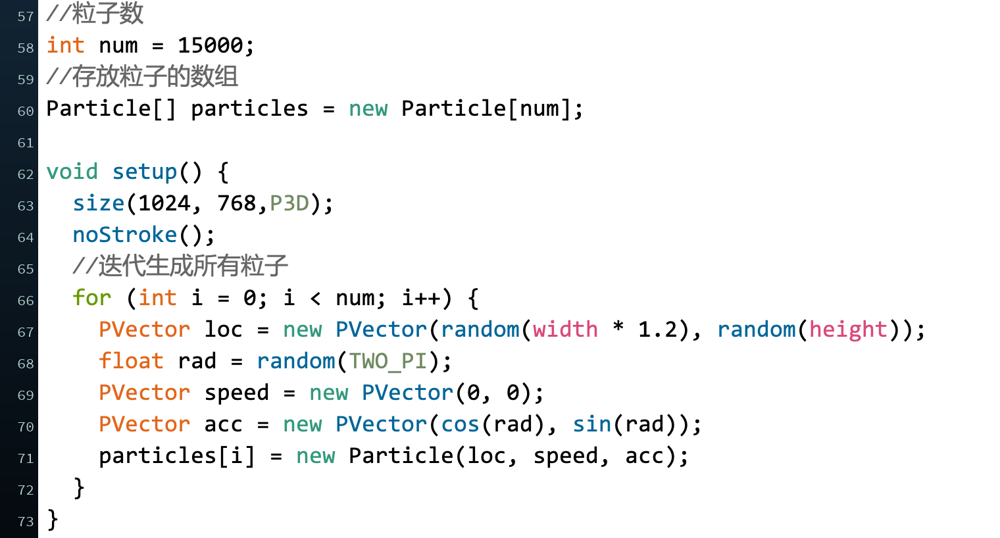 57 //粒子数
58 int num = 15000;
59 //存放粒子的数组
60 Particle[] particles = new Particle[num];
61
62 void setup() {
63   size(1024, 768,P3D);
64   noStroke();
65   //迭代生成所有粒子
66   for (int i = 0; i < num; i++) {
67     PVector loc = new PVector(random(width * 1.2), random(height));
68     float rad = random(TWO_PI);
69     PVector speed = new PVector(0, 0);
70     PVector acc = new PVector(cos(rad), sin(rad));
71     particles[i] = new Particle(loc, speed, acc);
72   }
73 }